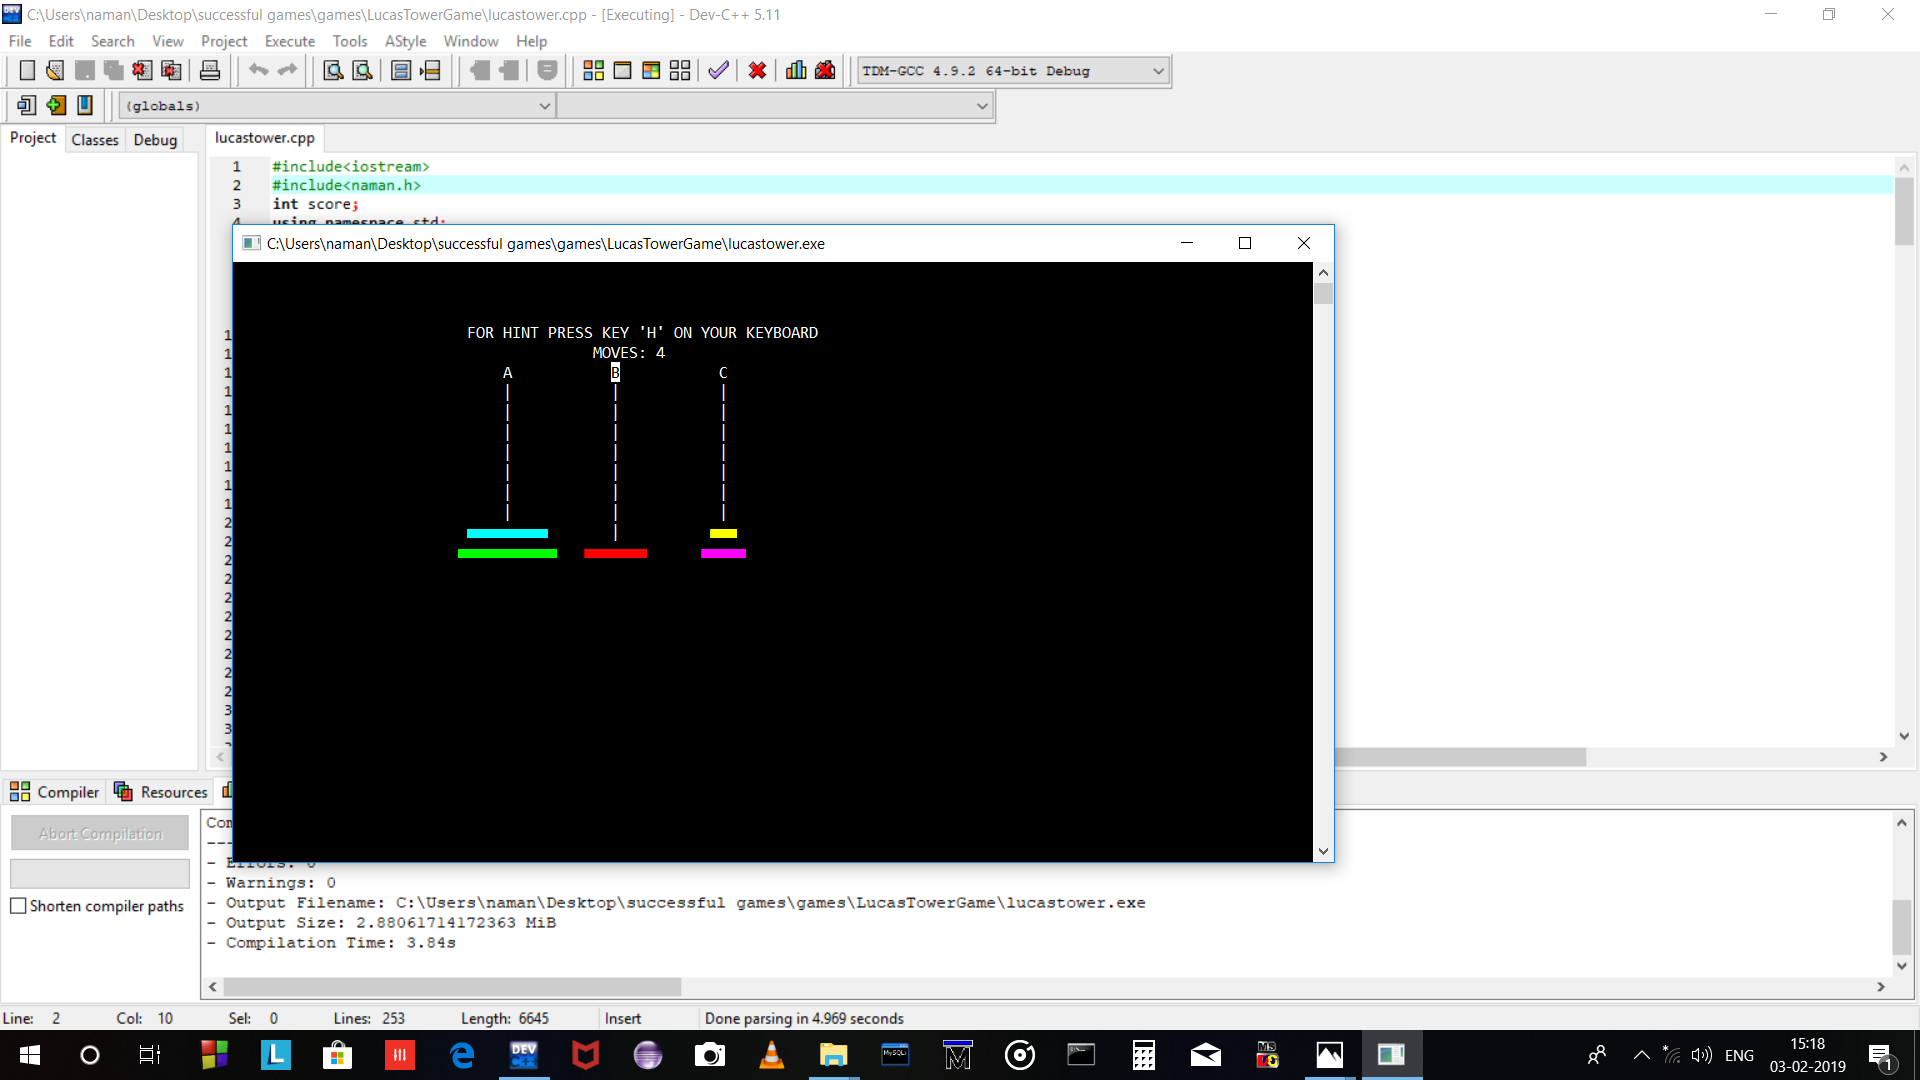 C:\Users\naman\Desktop\successful games\games\LucasTowerGame\lucastower.cpp - [Executing] - Dev-C++ 5.11
File Edit Search View Project Execute Tools AStyle Window Help
TDM-GCC 4.9.2 64-bit Debug
(globals)
Project Classes Debug lucastower.cpp
1 #include<iostream>
2 #include<naman.h>
3 int score;
4 using namespace std;
C:\Users\naman\Desktop\successful games\games\LucasTowerGame\lucastower.exe
FOR HINT PRESS KEY 'H' ON YOUR KEYBOARD
MOVES: 4
A B C
Compiler Resources
Abort Compilation
Shorten compiler paths
- Errors: 0
- Warnings: 0
- Output Filename: C:\Users\naman\Desktop\successful games\games\LucasTowerGame\lucastower.exe
- Output Size: 2.88061714172363 MiB
- Compilation Time: 3.84s
Line: 2 Col: 10 Sel: 0 Lines: 253 Length: 6645 Insert Done parsing in 4.969 seconds
ENG
15:18
03-02-2019
1